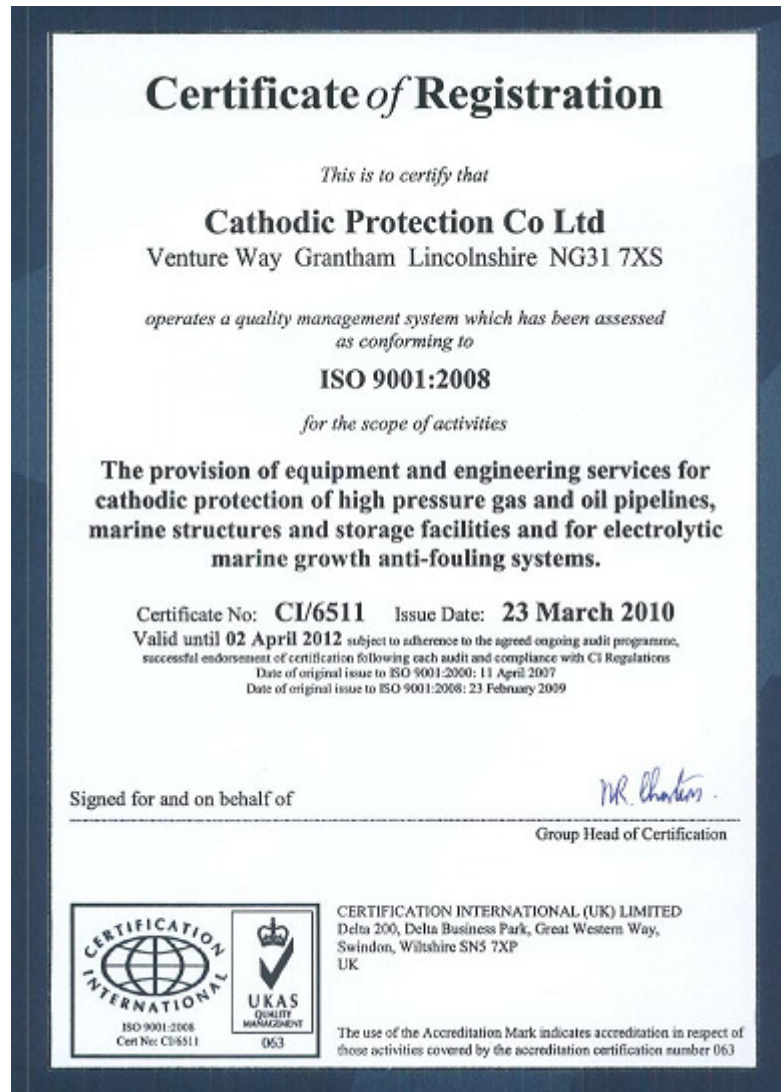 Certificate of Registration
This is to certify that
Cathodic Protection Co Ltd
Venture Way Grantham Lincolnshire NG31 7XS
operates a quality management system which has been assessed
as conforming to
ISO 9001:2008
for the scope of activities
The provision of equipment and engineering services for
cathodic protection of high pressure gas and oil pipelines,
marine structures and storage facilities and for electrolytic
marine growth anti-fouling systems.
Certificate No: CI/6511 Issue Date: 23 March 2010
Valid until 02 April 2012 subject to adherence to the agreed ongoing audit programme,
successful endorsement of certification following each audit and compliance with CI Regulations
Date of original issue to ISO 9001:2000: 11 April 2007
Date of original issue to ISO 9001:2008: 23 February 2009
Signed for and on behalf of
Group Head of Certification
CERTIFICATION
INTERNATIONAL
ISO 9001:2008
Cert No: CI/6511
UKAS
QUALITY
MANAGEMENT
063
CERTIFICATION INTERNATIONAL (UK) LIMITED
Delta 200, Delta Business Park, Great Western Way,
Swindon, Wiltshire SN5 7XP
UK
The use of the Accreditation Mark indicates accreditation in respect of
those activities covered by the accreditation certification number 063